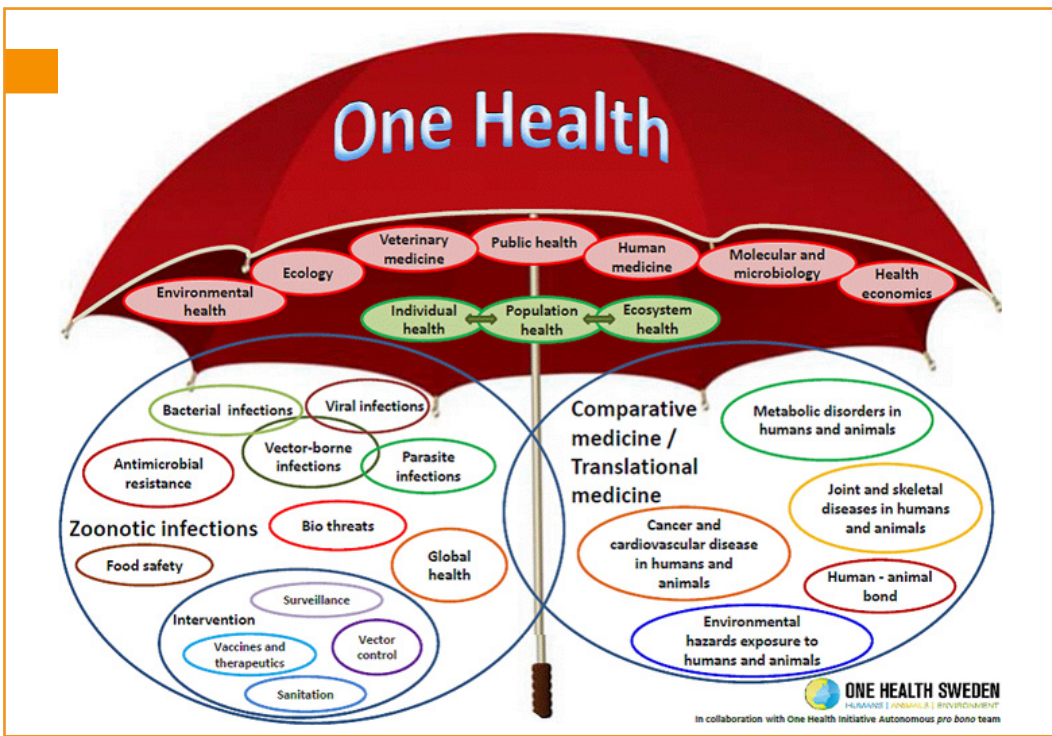 One Health
Environmental
health
Ecology
Veterinary
medicine
Public health
Human
medicine
Molecular and
microbiology
Health
economics
Individual
health
Population
health
Ecosystem
health
Bacterial infections
Viral infections
Vector-borne
infections
Parasite
infections
Antimicrobial
resistance
Zoonotic infections
Bio threats
Food safety
Global
health
Intervention
Surveillance
Vaccines and
therapeutics
Vector
control
Sanitation
Comparative
medicine /
Translational
medicine
Metabolic disorders in
humans and animals
Joint and skeletal
diseases in humans
and animals
Cancer and
cardiovascular disease
in humans and
animals
Human - animal
bond
Environmental
hazards exposure to
humans and animals
ONE HEALTH SWEDEN
HUMANS | ANIMALS | ENVIRONMENT
In collaboration with One Health Initiative Autonomous pro bono team